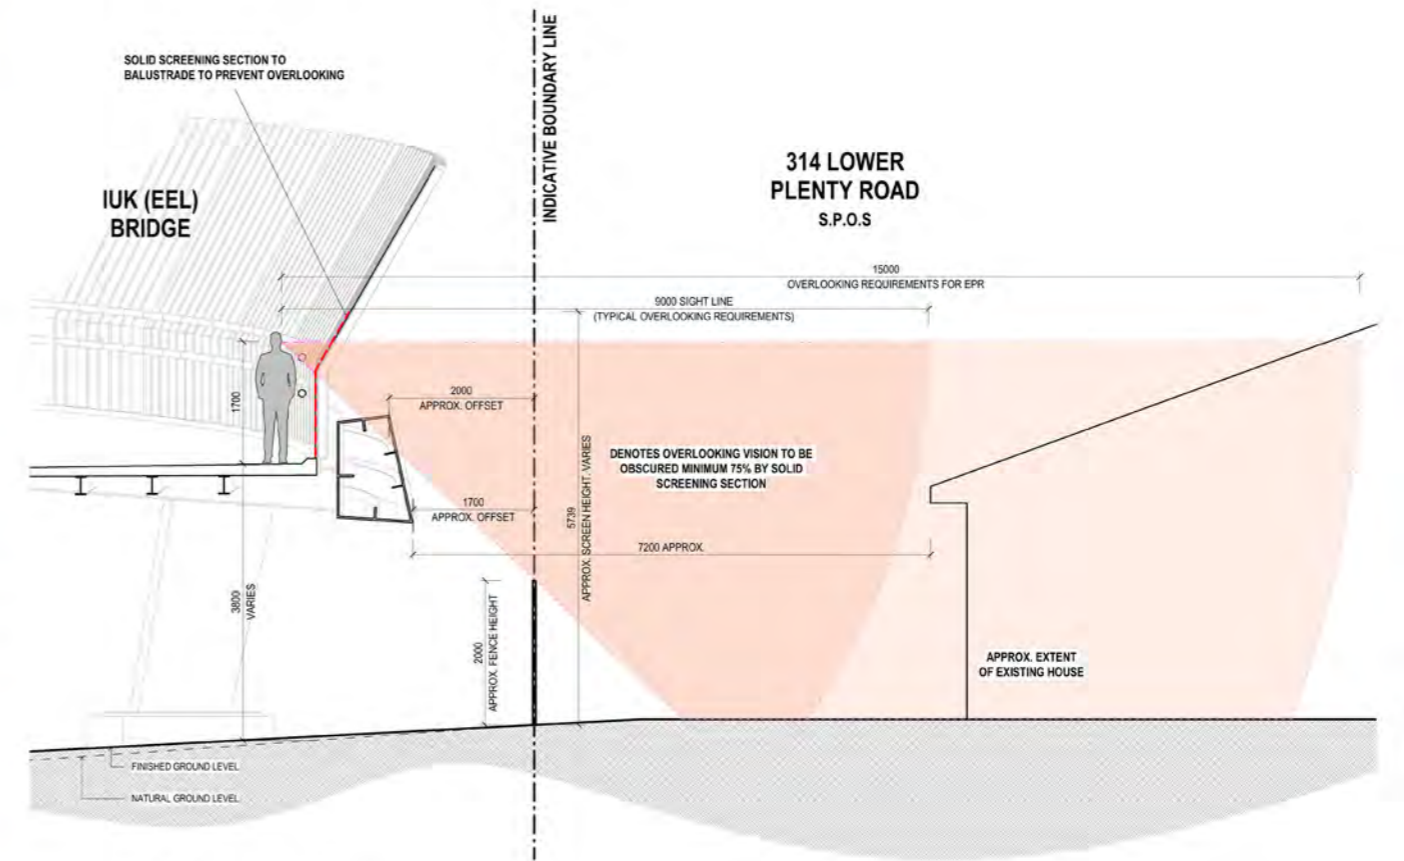 SOLID SCREENING SECTION TO
BALUSTRADE TO PREVENT OVERLOOKING
INDICATIVE BOUNDARY LINE
IUK (EEL)
BRIDGE
314 LOWER
PLENTY ROAD
S.P.O.S
15000
OVERLOOKING REQUIREMENTS FOR EPR
9000 SIGHT LINE
(TYPICAL OVERLOOKING REQUIREMENTS)
1700
2000
APPROX. OFFSET
DENOTES OVERLOOKING VISION TO BE
OBSCURED MINIMUM 75% BY SOLID
SCREENING SECTION
1700
APPROX. OFFSET
5739
APPROX. SCREEN HEIGHT. VARIES
7200 APPROX.
3800
VARIES
2000
APPROX. FENCE HEIGHT
APPROX. EXTENT
OF EXISTING HOUSE
FINISHED GROUND LEVEL
NATURAL GROUND LEVEL